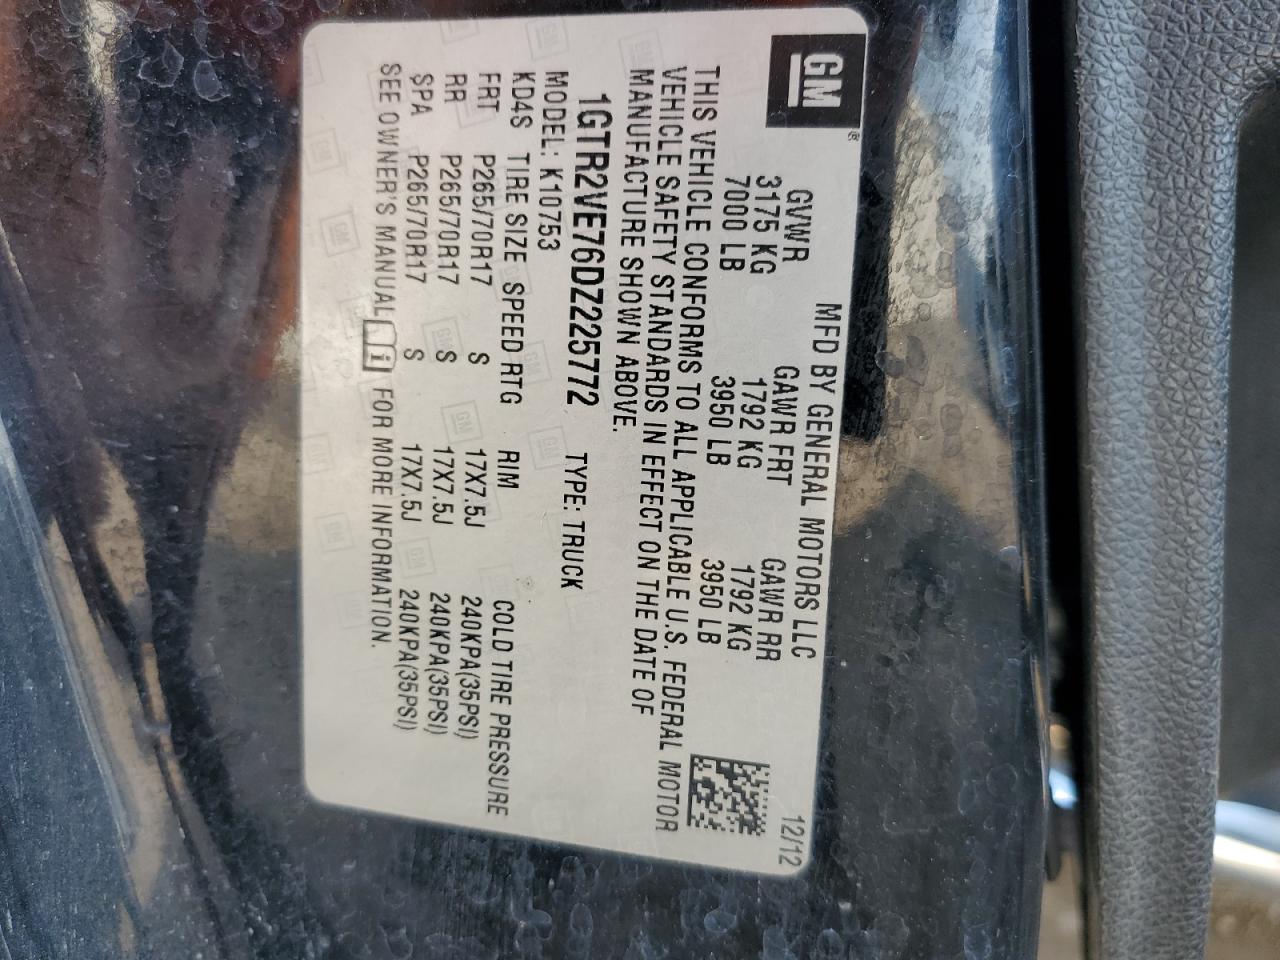 GM®
MFD BY GENERAL MOTORS LLC 12/12
GVWR GAWR FRT GAWR RR
3175 KG 1792 KG 1792 KG
7000 LB 3950 LB 3950 LB
THIS VEHICLE CONFORMS TO ALL APPLICABLE U.S. FEDERAL MOTOR
VEHICLE SAFETY STANDARDS IN EFFECT ON THE DATE OF
MANUFACTURE SHOWN ABOVE.
1GTR2VE76DZ225772 TYPE: TRUCK
MODEL: K10753
KD4S TIRE SIZE SPEED RTG RIM COLD TIRE PRESSURE
FRT P265/70R17 S 17X7.5J 240KPA(35PSI)
RR P265/70R17 S 17X7.5J 240KPA(35PSI)
SPA P265/70R17 S 17X7.5J 240KPA(35PSI)
SEE OWNER'S MANUAL i FOR MORE INFORMATION.